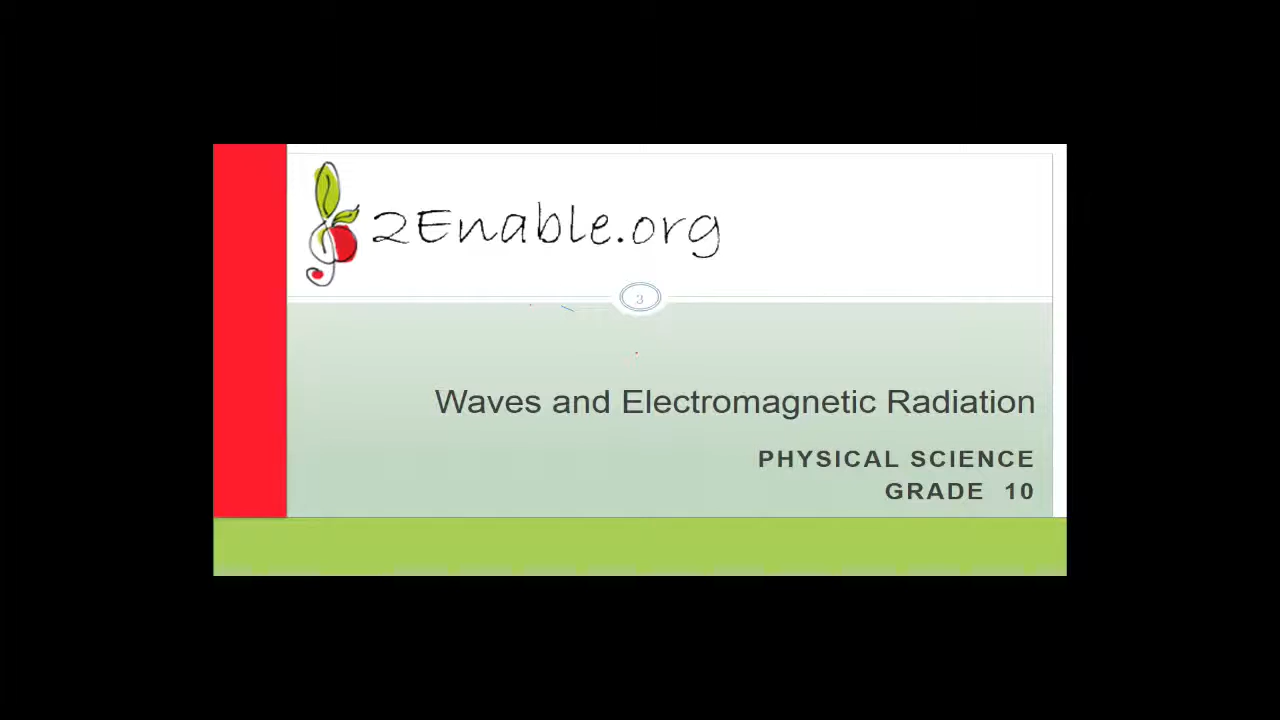 2Enable.org
3
Waves and Electromagnetic Radiation
PHYSICAL SCIENCE
GRADE 10